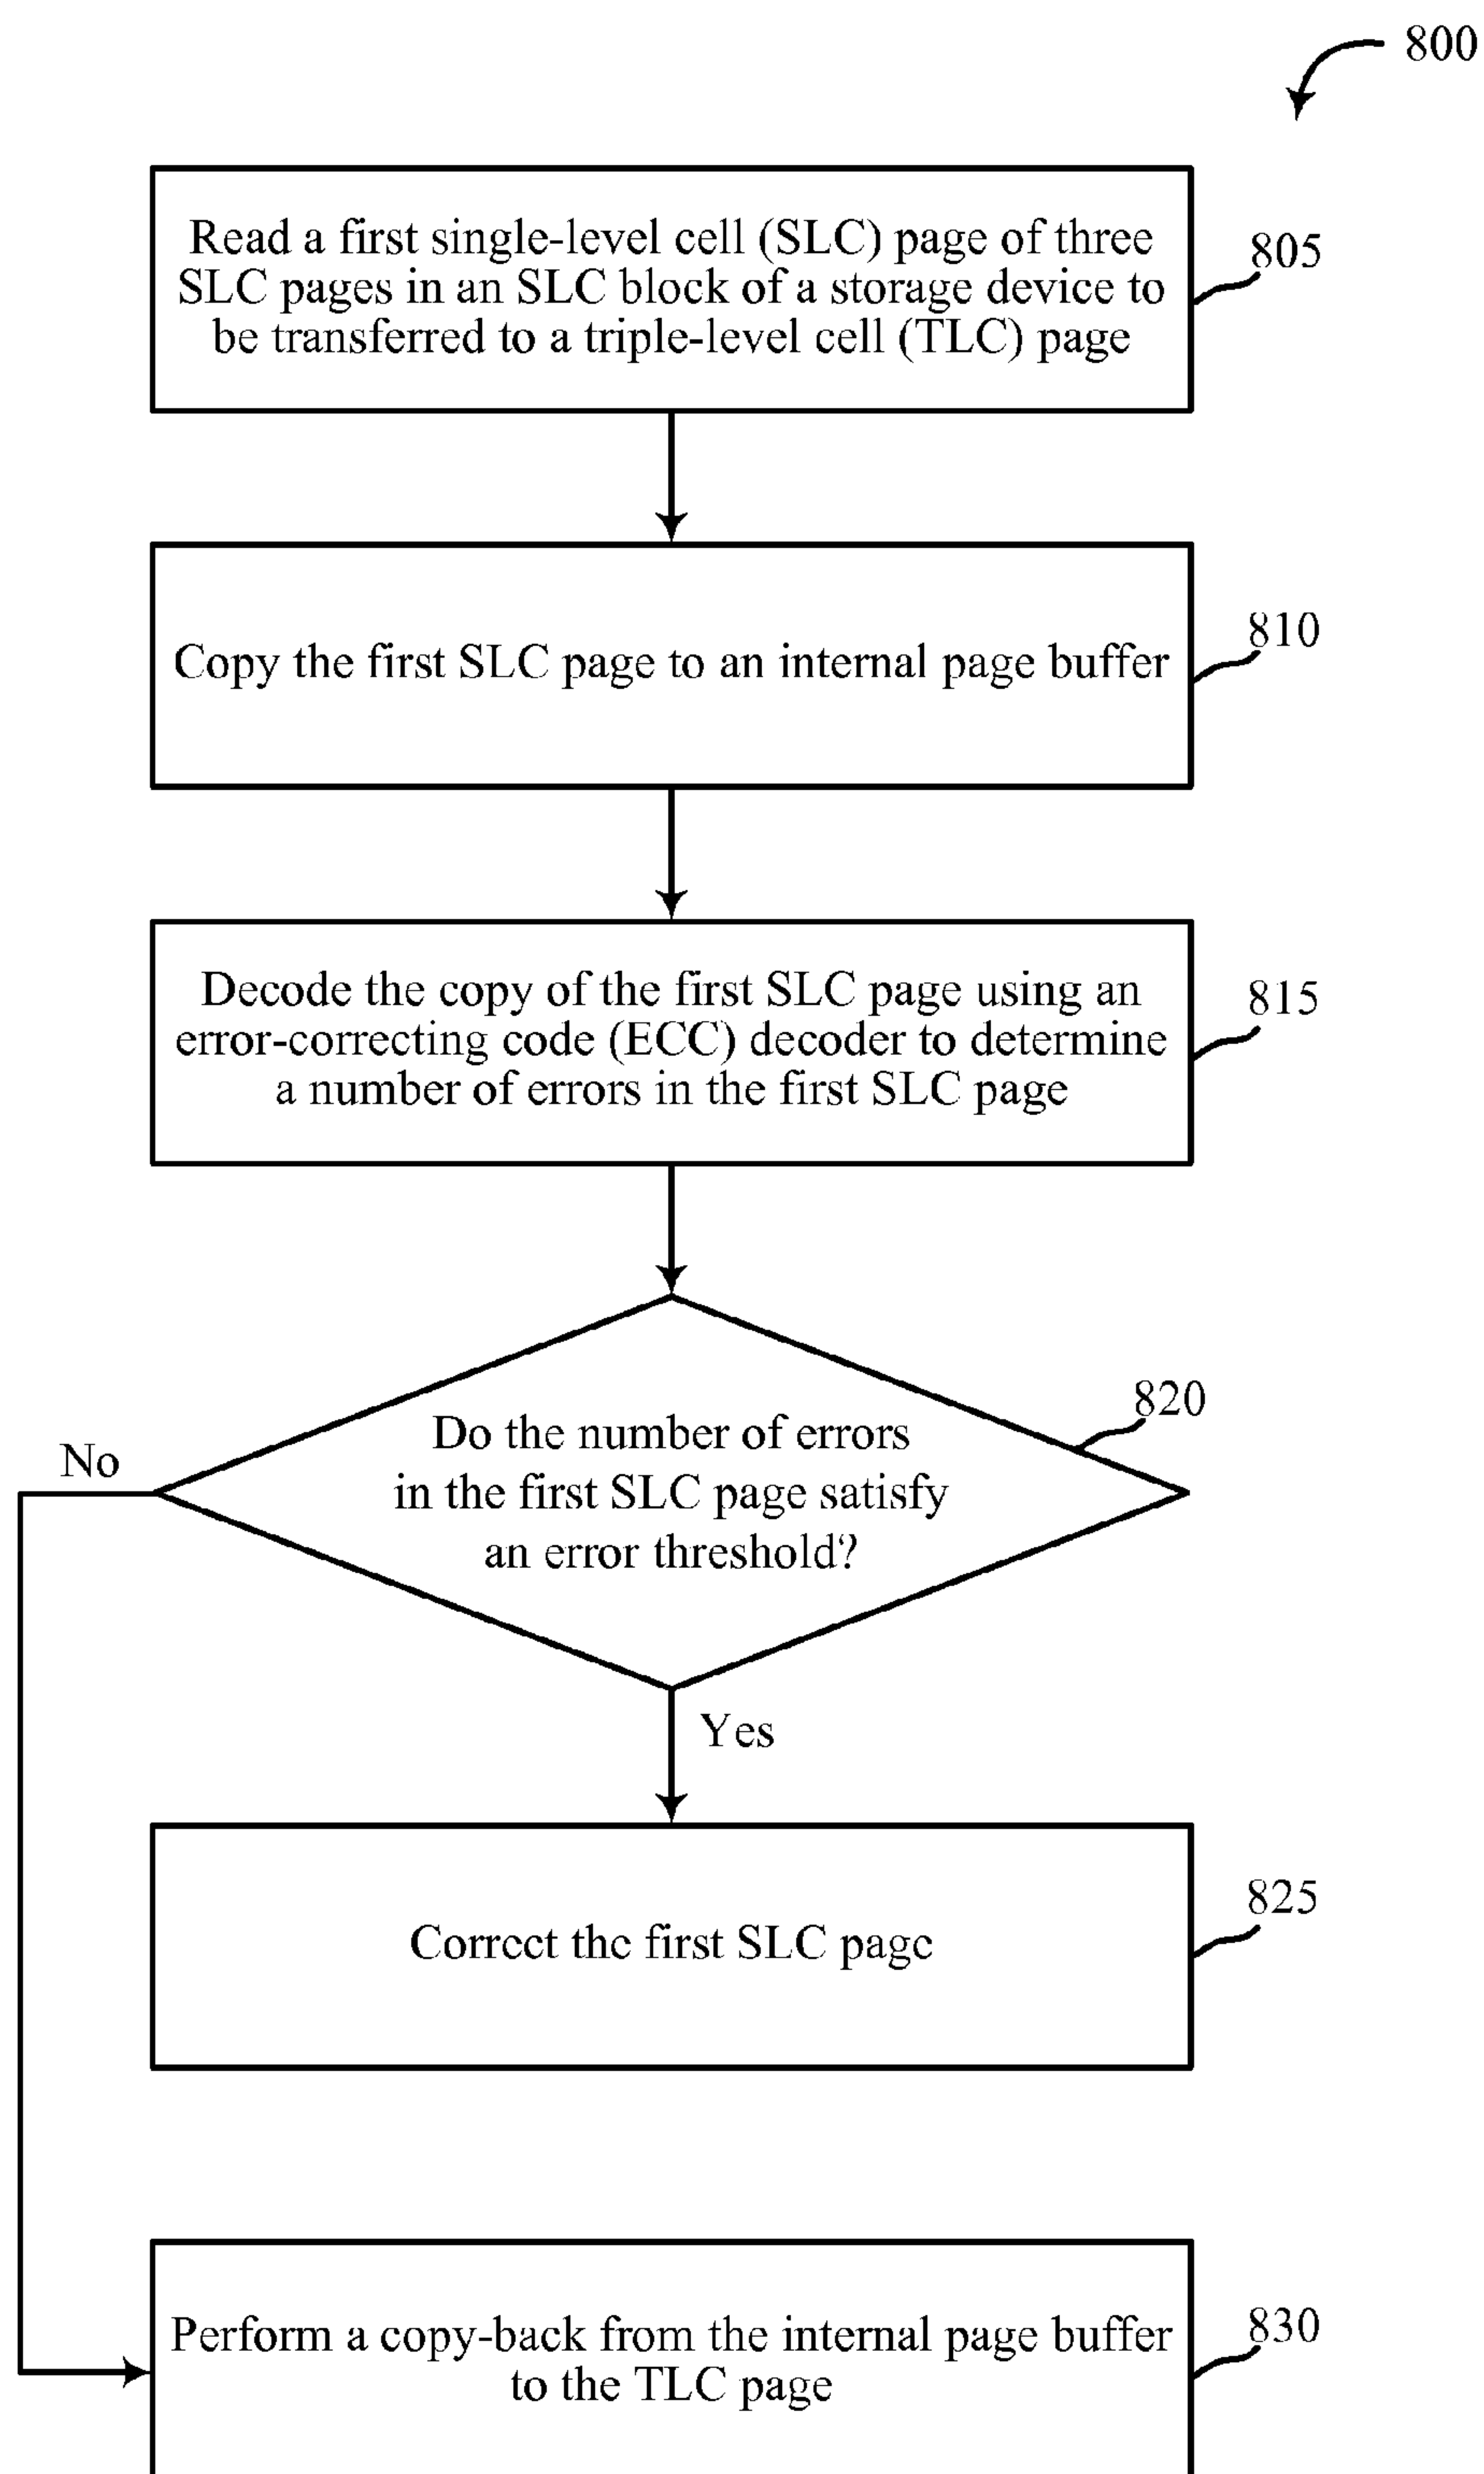 800
Read a first single-level cell (SLC) page of three
SLC pages in an SLC block of a storage device to
be transferred to a triple-level cell (TLC) page
805
Copy the first SLC page to an internal page buffer
810
Decode the copy of the first SLC page using an
error-correcting code (ECC) decoder to determine
a number of errors in the first SLC page
815
Do the number of errors
in the first SLC page satisfy
an error threshold?
820
No
Yes
Correct the first SLC page
825
Perform a copy-back from the internal page buffer
to the TLC page
830